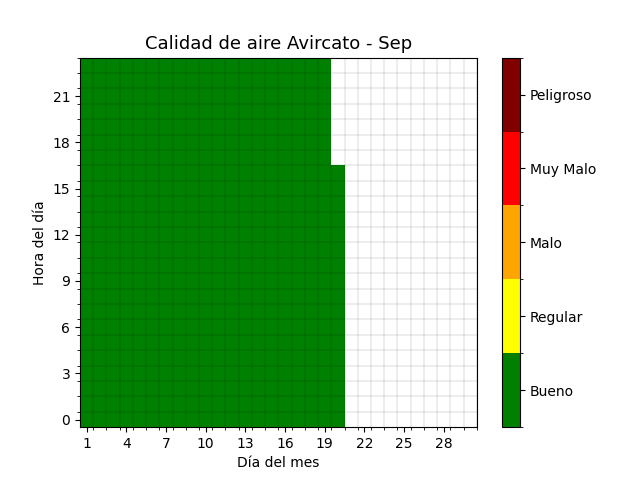 Calidad de aire Avircato - Sep
Hora del día
21
18
15
12
9
6
3
0
1 4 7 10 13 16 19 22 25 28
Día del mes
Peligroso
Muy Malo
Malo
Regular
Bueno